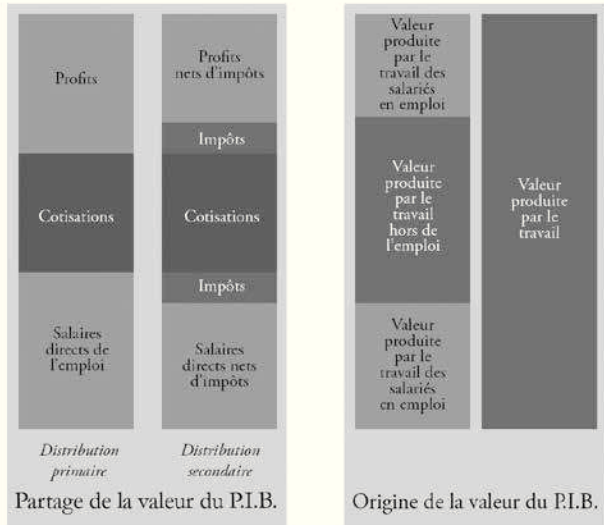 Profits
Cotisations
Salaires
directs de
l'emploi
Distribution
primaire
Profits
nets d'impôts
Impôts
Cotisations
Impôts
Salaires
directs nets
d'impôts
Distribution
secondaire
Partage de la valeur du P.I.B.
Valeur
produite
par le
travail des
salariés
en emploi
Valeur
produite
par le
travail
hors de
l'emploi
Valeur
produite
par le
travail des
salariés
en emploi
Valeur
produite
par le
travail
Origine de la valeur du P.I.B.